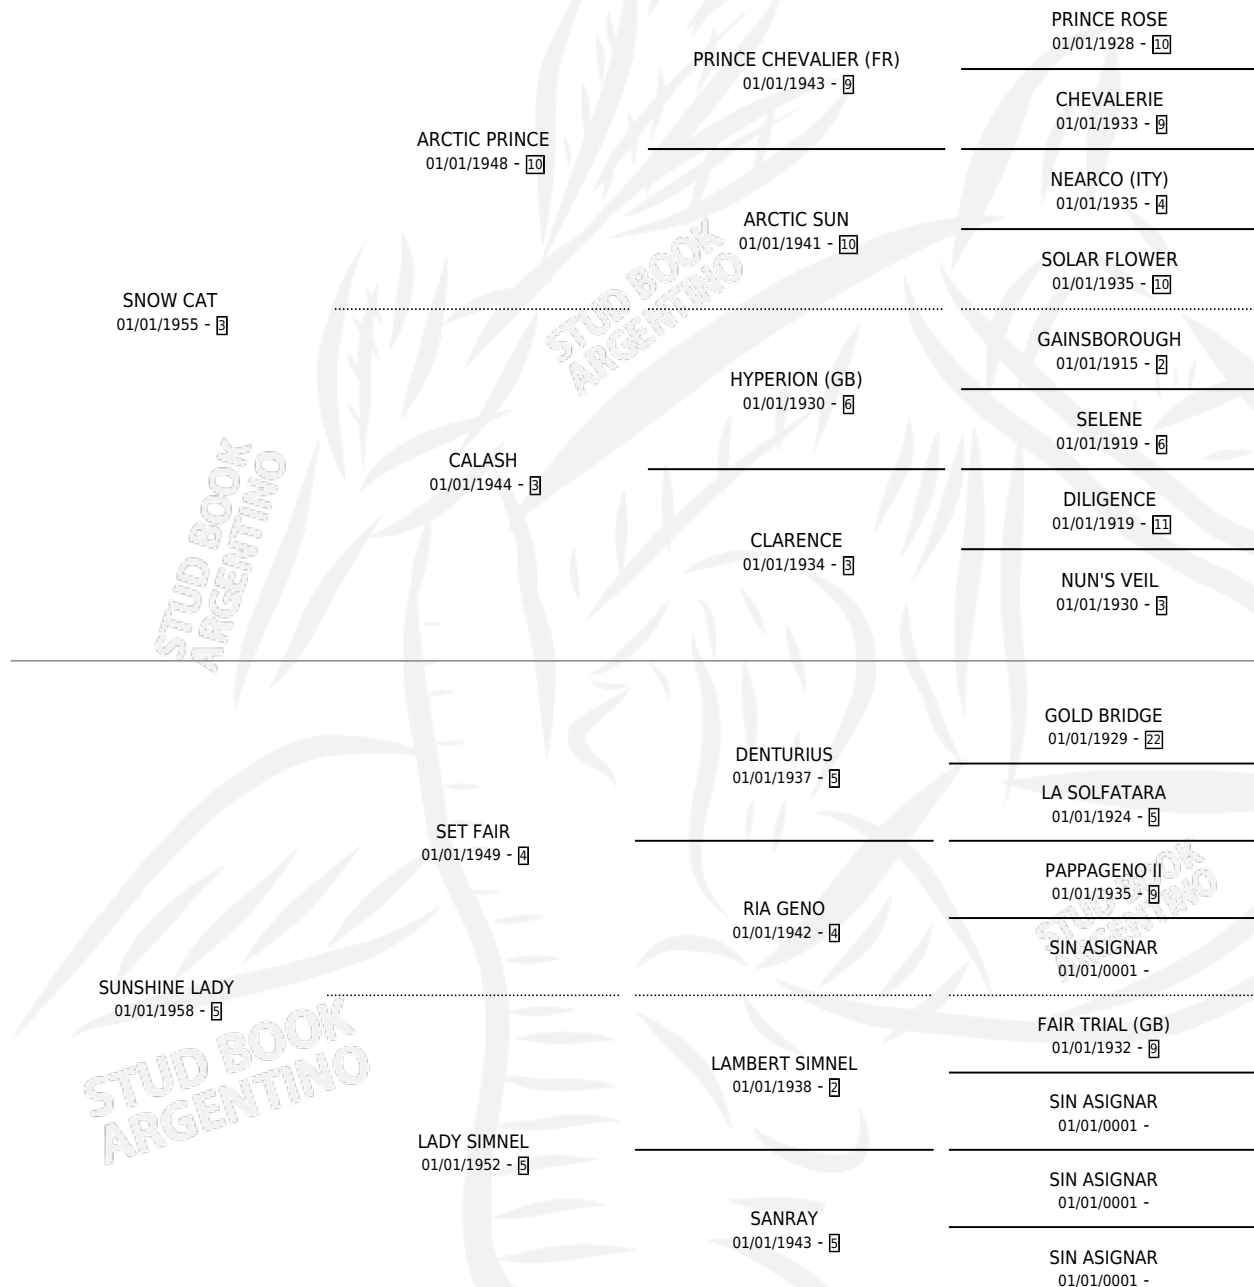 PRINCE ROSE
01/01/1928 - 10
PRINCE CHEVALIER (FR)
01/01/1943 - 9
CHEVALERIE
01/01/1933 - 9
ARCTIC PRINCE
01/01/1948 - 10
NEARCO (ITY)
01/01/1935 - 4
ARCTIC SUN
01/01/1941 - 10
SOLAR FLOWER
01/01/1935 - 10
SNOW CAT
01/01/1955 - 3
STUD BOOK
ARGENTINO
GAINSBOROUGH
01/01/1915 - 2
HYPERION (GB)
01/01/1930 - 6
SELENE
01/01/1919 - 6
CALASH
01/01/1944 - 3
DILIGENCE
01/01/1919 - 11
CLARENCE
01/01/1934 - 3
NUN'S VEIL
01/01/1930 - 3
STUD BOOK
ARGENTINO
GOLD BRIDGE
01/01/1929 - 22
DENTURIUS
01/01/1937 - 5
LA SOLFATARA
01/01/1924 - 5
SET FAIR
01/01/1949 - 4
PAPPAGENO II
01/01/1935 - 9
RIA GENO
01/01/1942 - 4
SIN ASIGNAR
01/01/0001 -
STUD BOOK
ARGENTINO
SUNSHINE LADY
01/01/1958 - 5
FAIR TRIAL (GB)
01/01/1932 - 9
LAMBERT SIMNEL
01/01/1938 - 2
SIN ASIGNAR
01/01/0001 -
STUD BOOK
ARGENTINO
LADY SIMNEL
01/01/1952 - 5
SIN ASIGNAR
01/01/0001 -
SANRAY
01/01/1943 - 5
SIN ASIGNAR
01/01/0001 -